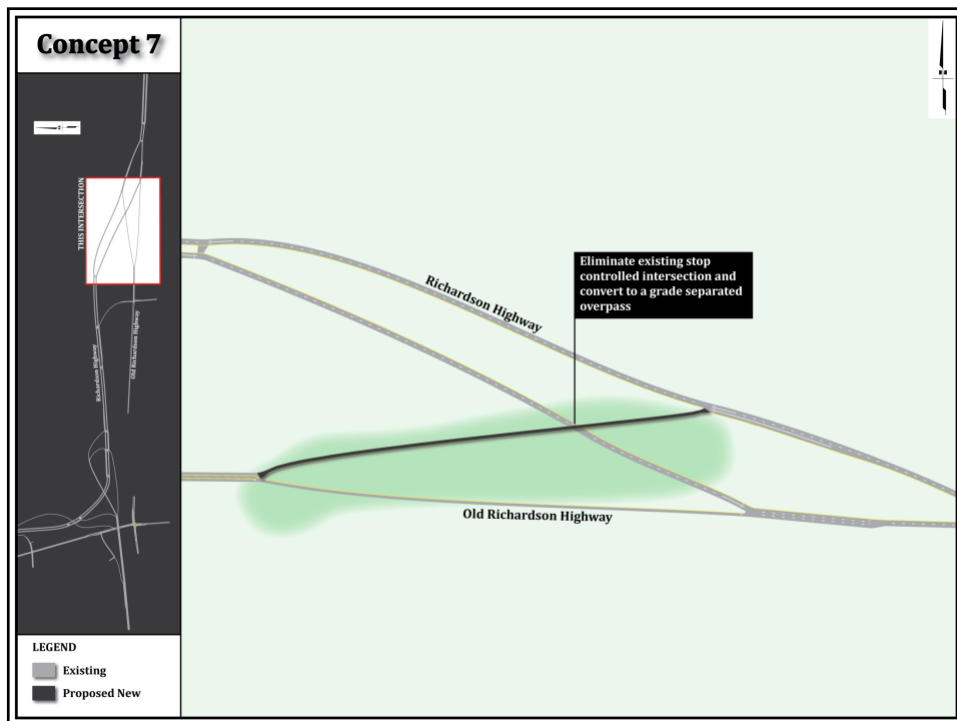 Concept 7
THIS INTERSECTION
Richardson Highway
Old Richardson Highway
LEGEND
Existing
Proposed New
Eliminate existing stop
controlled intersection and
convert to a grade separated
overpass
Richardson Highway
Old Richardson Highway